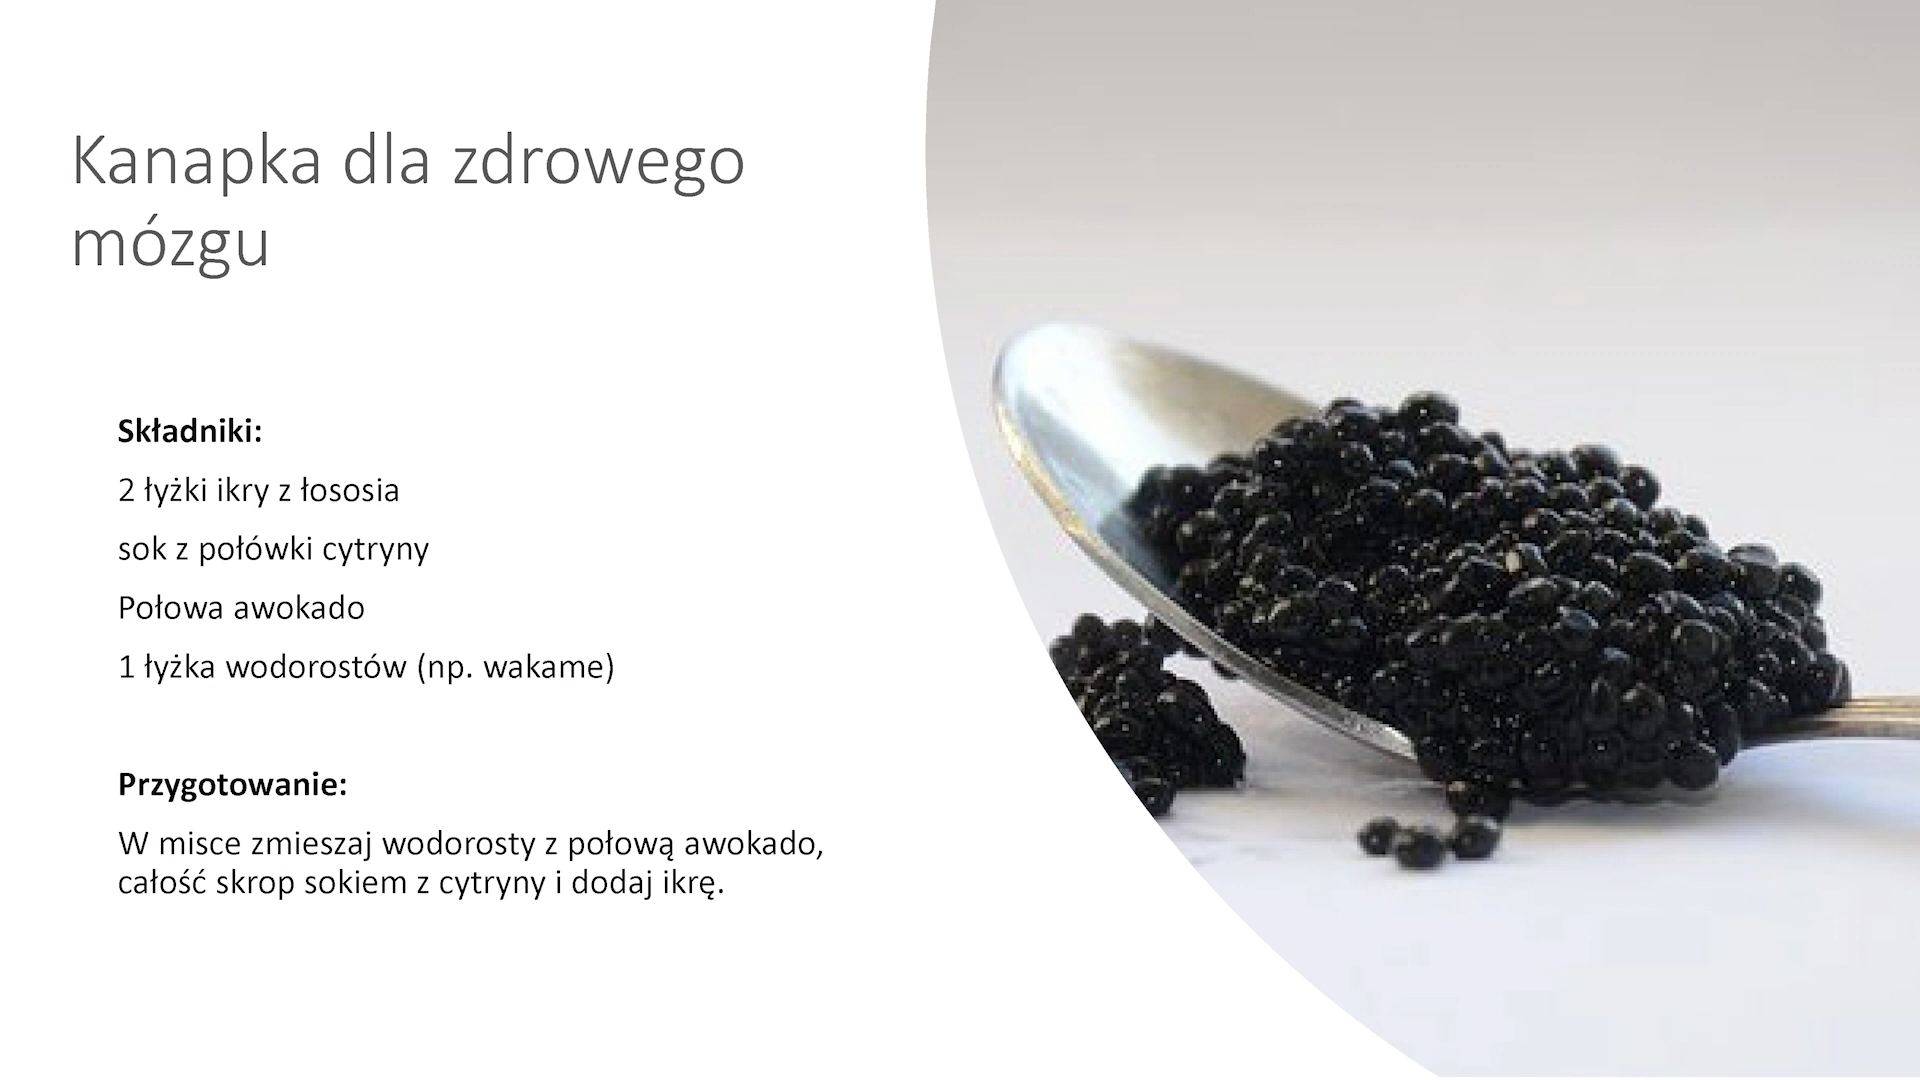 Kanapka dla zdrowego
mózgu
Składniki:
2 łyżki ikry z łososia
sok z połówki cytryny
Połowa awokado
1 łyżka wodorostów (np. wakame)
Przygotowanie:
W misce zmieszaj wodorosty z połową awokado,
całość skrop sokiem z cytryny i dodaj ikrę.